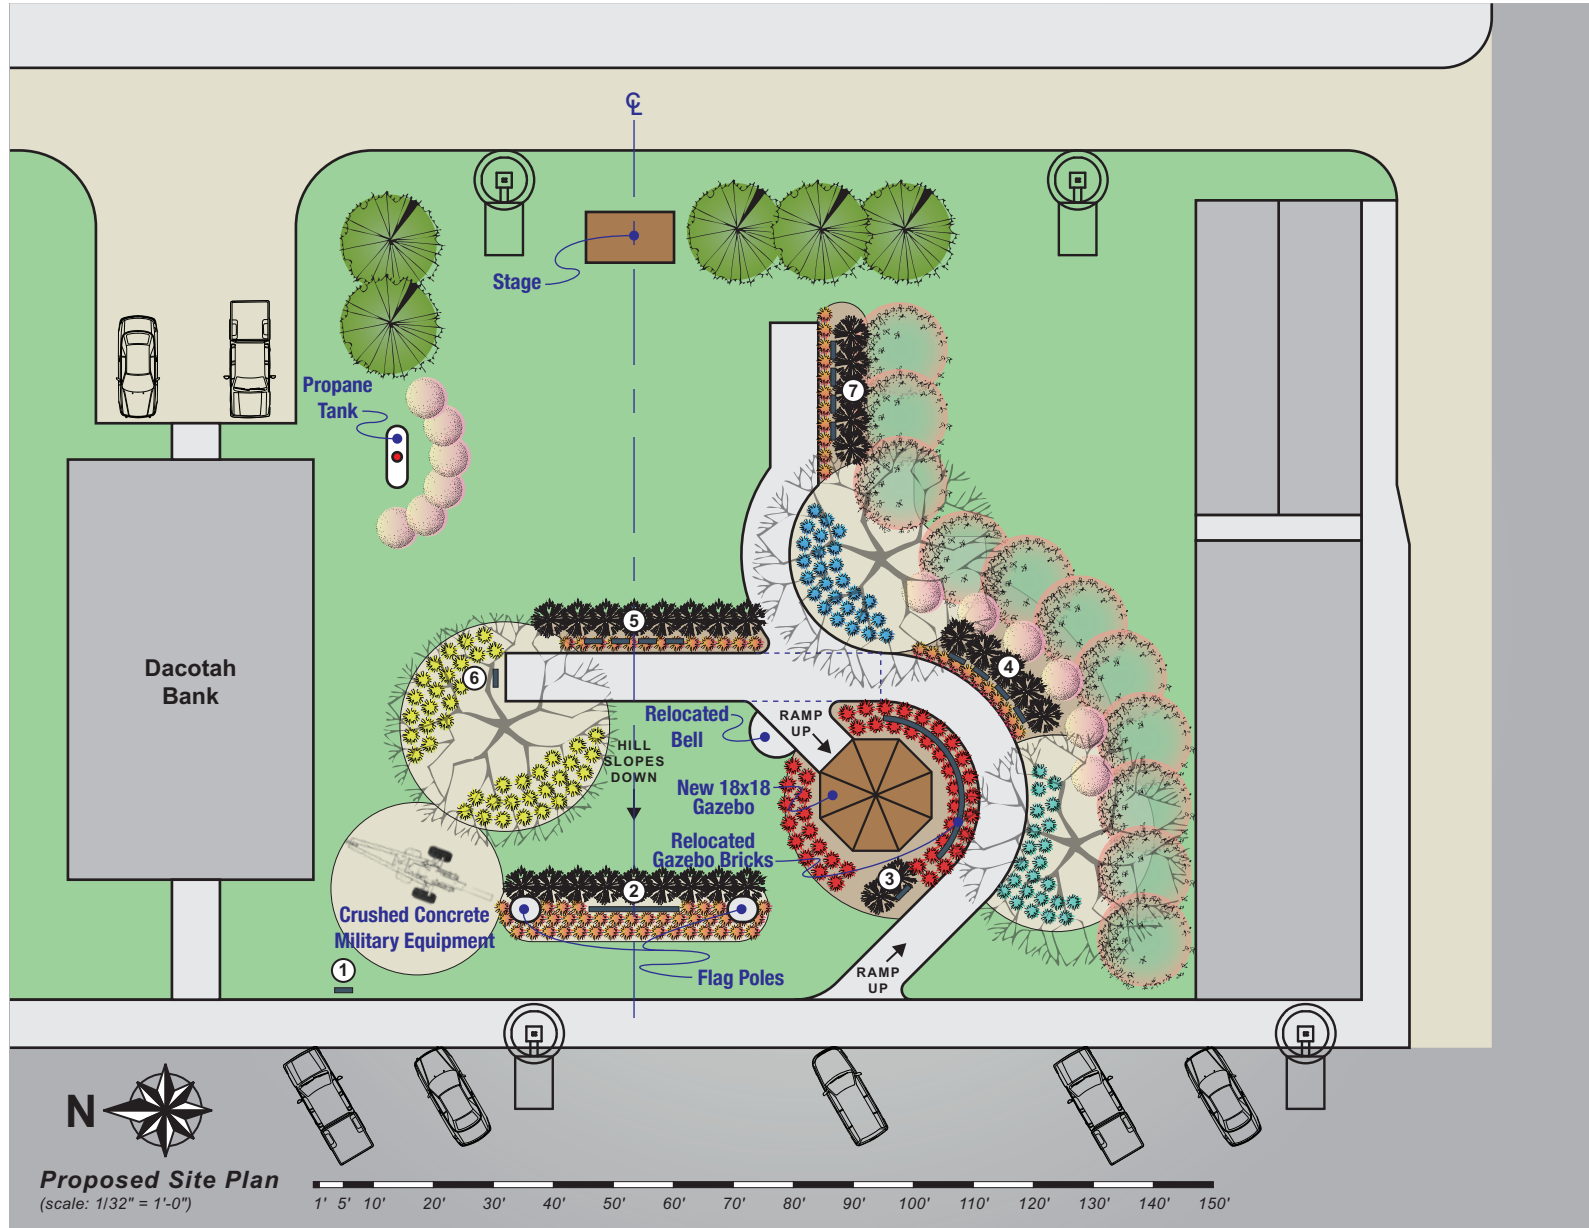 ℄
Stage
Propane
Tank
7
5
Dacotah
Bank
6
4
Relocated
Bell
RAMP
UP
HILL
SLOPES
DOWN
New 18x18
Gazebo
Relocated
Gazebo Bricks
3
2
Crushed Concrete
Military Equipment
1
Flag Poles
RAMP
UP
N
Proposed Site Plan
(scale: 1/32" = 1'-0")
1' 5' 10' 20' 30' 40' 50' 60' 70' 80' 90' 100' 110' 120' 130' 140' 150'